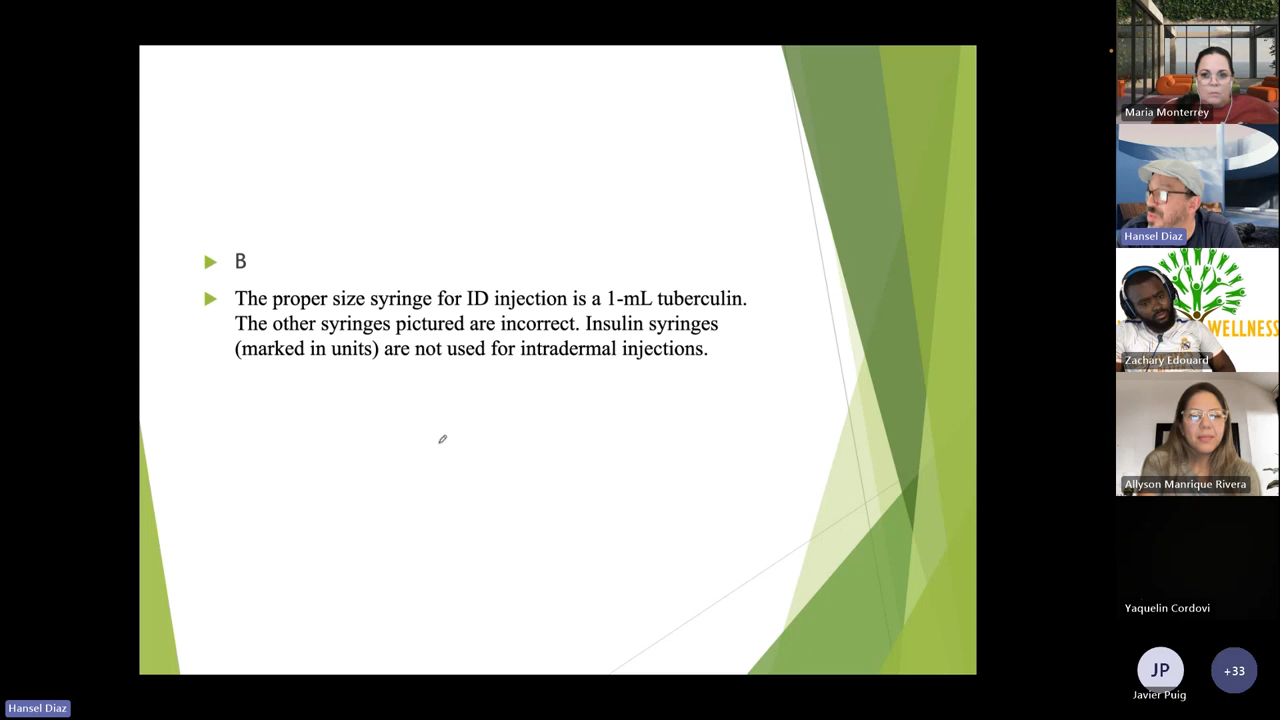 B
The proper size syringe for ID injection is a 1-mL tuberculin.
The other syringes pictured are incorrect. Insulin syringes
(marked in units) are not used for intradermal injections.
Maria Monterrey
Hansel Diaz
WELLNESS
Zachary Edouard
Allyson Manrique Rivera
Yaquelin Cordovi
JP
Javier Puig
+33
Hansel Diaz